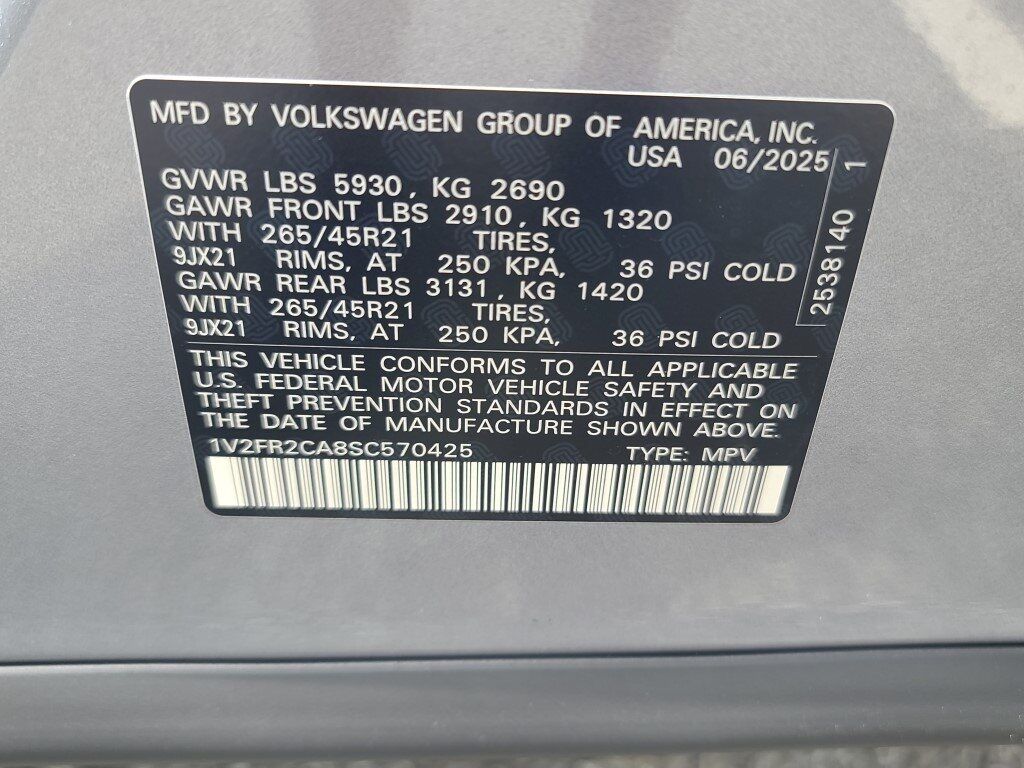 MFD BY VOLKSWAGEN GROUP OF AMERICA, INC.
USA 06/2025
GVWR LBS 5930, KG 2690
GAWR FRONT LBS 2910, KG 1320
WITH 265/45R21 TIRES,
9JX21 RIMS, AT 250 KPA, 36 PSI COLD
GAWR REAR LBS 3131, KG 1420
WITH 265/45R21 TIRES,
9JX21 RIMS, AT 250 KPA, 36 PSI COLD
2538140 1
THIS VEHICLE CONFORMS TO ALL APPLICABLE
U.S. FEDERAL MOTOR VEHICLE SAFETY AND
THEFT PREVENTION STANDARDS IN EFFECT ON
THE DATE OF MANUFACTURE SHOWN ABOVE.
1V2FR2CA8SC570425 TYPE: MPV